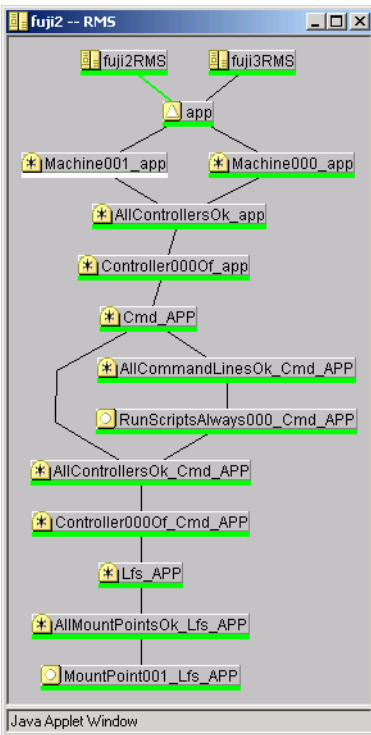 fuji2 -- RMS
fuji2RMS fuji3RMS
app
Machine001_app Machine000_app
AllControllersOk_app
Controller000Of_app
Cmd_APP
AllCommandLinesOk_Cmd_APP
RunScriptsAlways000_Cmd_APP
AllControllersOk_Cmd_APP
Controller000Of_Cmd_APP
Lfs_APP
AllMountPointsOk_Lfs_APP
MountPoint001_Lfs_APP
Java Applet Window